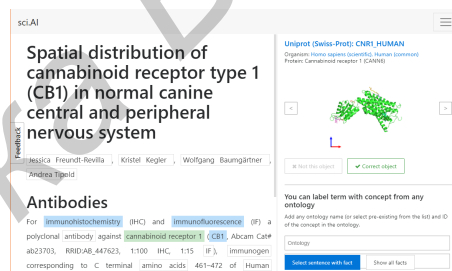 sci.AI
Spatial distribution of
cannabinoid receptor type 1
(CB1) in normal canine
central and peripheral
nervous system
Jessica Freundt-Revilla , Kristel Kegler , Wolfgang Baumgärtner ,
Andrea Tipold
Antibodies
For immunohistochemistry (IHC) and immunofluorescence (IF) a
polyclonal antibody against cannabinoid receptor 1 (CB1, Abcam Cat#
ab23703, RRID:AB_447623, 1:100 IHC, 1:15 IF), immunogen
corresponding to C terminal amino acids 461–472 of Human
Feedback
Uniprot (Swiss-Prot): CNR1_HUMAN
Organism: Homo sapiens (scientific), Human (common)
Protein: Cannabinoid receptor 1 (CANN6)
<
>
Not this object
✔ Correct object
You can label term with concept from any
ontology
Add any ontology name (or select pre-existing from the list) and ID
of the concept in the ontology.
Ontology
Select sentence with fact
Show all facts